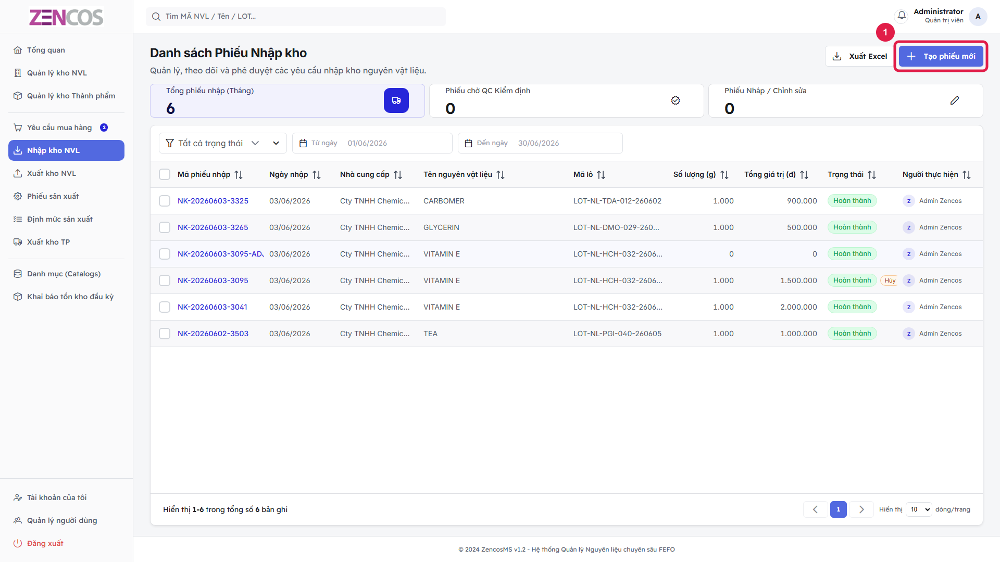 ZENCOS
Tìm MÃ NVL / Tên / LOT...
Administrator
Quản trị viên
A
1
Tổng quan
Quản lý kho NVL
Quản lý kho Thành phẩm
Yêu cầu mua hàng 2
Nhập kho NVL
Xuất kho NVL
Phiếu sản xuất
Định mức sản xuất
Xuất kho TP
Danh mục (Catalogs)
Khai báo tồn kho đầu kỳ
Tài khoản của tôi
Quản lý người dùng
Đăng xuất
Danh sách Phiếu Nhập kho
Quản lý, theo dõi và phê duyệt các yêu cầu nhập kho nguyên vật liệu.
Xuất Excel
Tạo phiếu mới
Tổng phiếu nhập (Tháng)
6
Phiếu chờ QC Kiểm định
0
Phiếu Nháp / Chỉnh sửa
0
Tất cả trạng thái
Từ ngày 01/06/2026
Đến ngày 30/06/2026
Mã phiếu nhập Ngày nhập Nhà cung cấp Tên nguyên vật liệu Mã lô Số lượng (g) Tổng giá trị (đ) Trạng thái Người thực hiện
NK-20260603-3325 03/06/2026 Cty TNHH Chemic... CARBOMER LOT-NL-TDA-012-260602 1.000 900.000 Hoàn thành Z Admin Zencos
NK-20260603-3265 03/06/2026 Cty TNHH Chemic... GLYCERIN LOT-NL-DMO-029-260... 1.000 500.000 Hoàn thành Z Admin Zencos
NK-20260603-3095-ADJ 03/06/2026 Cty TNHH Chemic... VITAMIN E LOT-NL-HCH-032-2606... 0 0 Hoàn thành Z Admin Zencos
NK-20260603-3095 03/06/2026 Cty TNHH Chemic... VITAMIN E LOT-NL-HCH-032-2606... 1.000 1.500.000 Hoàn thành Hủy Z Admin Zencos
NK-20260603-3041 03/06/2026 Cty TNHH Chemic... VITAMIN E LOT-NL-HCH-032-2606... 1.000 2.000.000 Hoàn thành Z Admin Zencos
NK-20260602-3503 03/06/2026 Cty TNHH Chemic... TEA LOT-NL-PGI-040-260605 1.000 1.000.000 Hoàn thành Z Admin Zencos
Hiển thị 1-6 trong tổng số 6 bản ghi
1
Hiển thị 10 dòng/trang
© 2024 ZencosMS v1.2 - Hệ thống Quản lý Nguyên liệu chuyên sâu FEFO